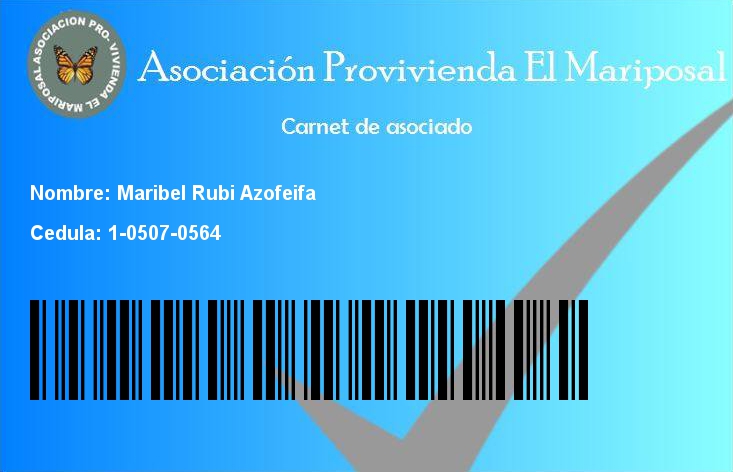 ASOCIACION PRO. VIVIENDA EL MARIPOSAL
Asociación Provivienda El Mariposal
Carnet de asociado
Nombre: Maribel Rubi Azofeifa
Cedula: 1-0507-0564